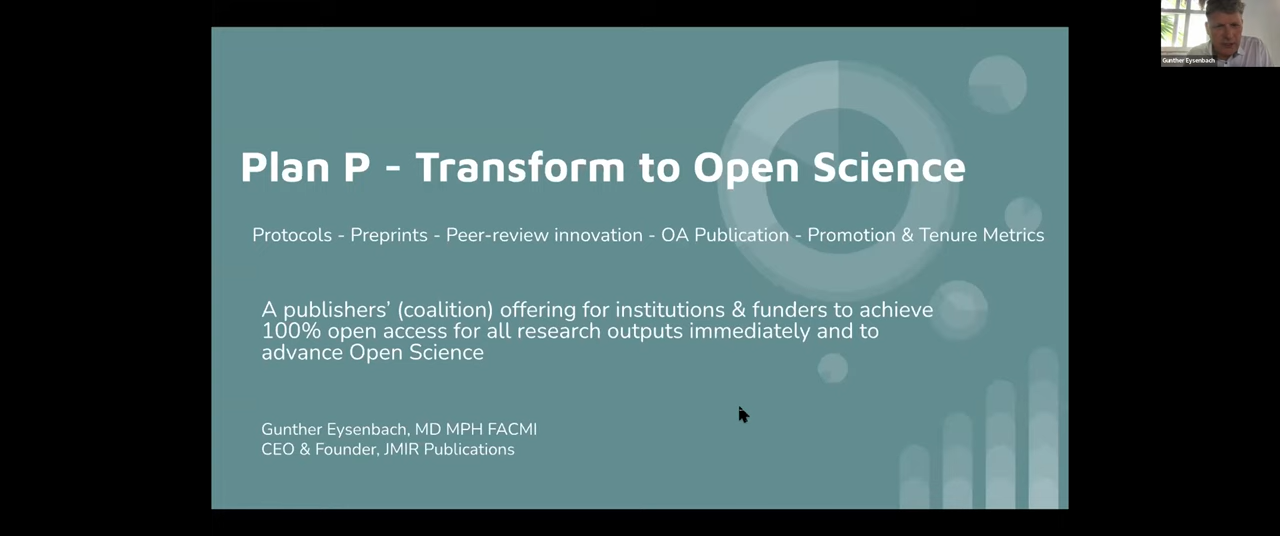 Plan P - Transform to Open Science
Protocols - Preprints - Peer-review innovation - OA Publication - Promotion & Tenure Metrics
A publishers’ (coalition) offering for institutions & funders to achieve
100% open access for all research outputs immediately and to
advance Open Science
Gunther Eysenbach, MD MPH FACMI
CEO & Founder, JMIR Publications
Gunther Eysenbach